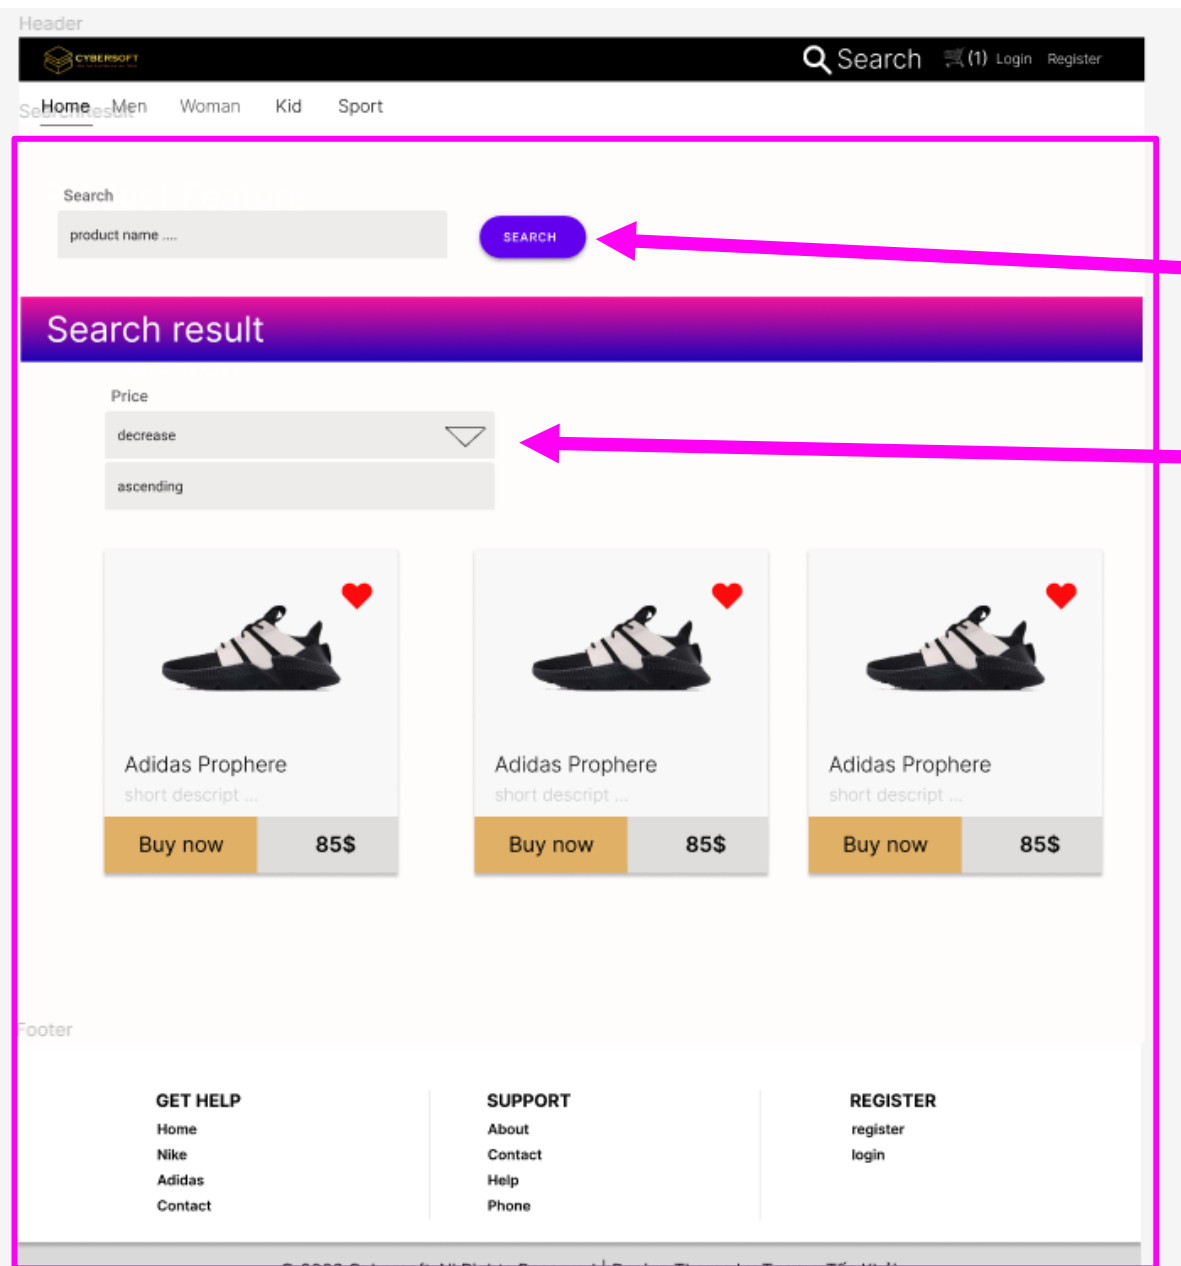 Header
CYBERSOFT
Search (1) Login Register
SearchResult
Home Men Woman Kid Sport
Search
product name ....
SEARCH
Search result
Price
decrease
ascending
Adidas Prophere Adidas Prophere Adidas Prophere
short descript ... short descript ... short descript ...
Buy now 85$ Buy now 85$ Buy now 85$
Footer
GET HELP SUPPORT REGISTER
Home About register
Nike Contact login
Adidas Help
Contact Phone